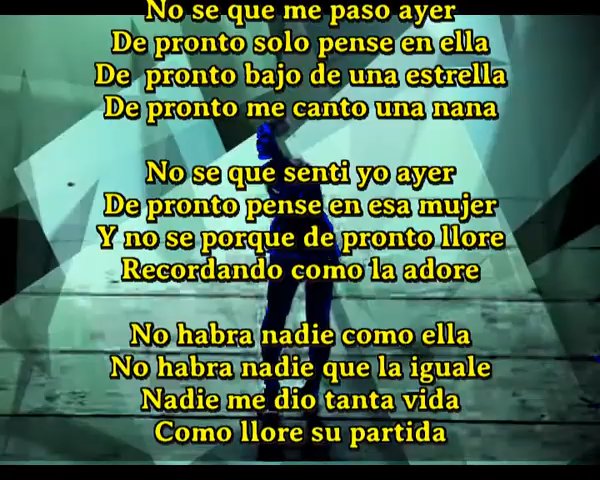 No se que me paso ayer
De pronto solo pense en ella
De pronto bajo de una estrella
De pronto me canto una nana
No se que senti yo ayer
De pronto pense en esa mujer
Y no se porque de pronto llore
Recordando como la adore
No habra nadie como ella
No habra nadie que la iguale
Nadie me dio tanta vida
Como llore su partida